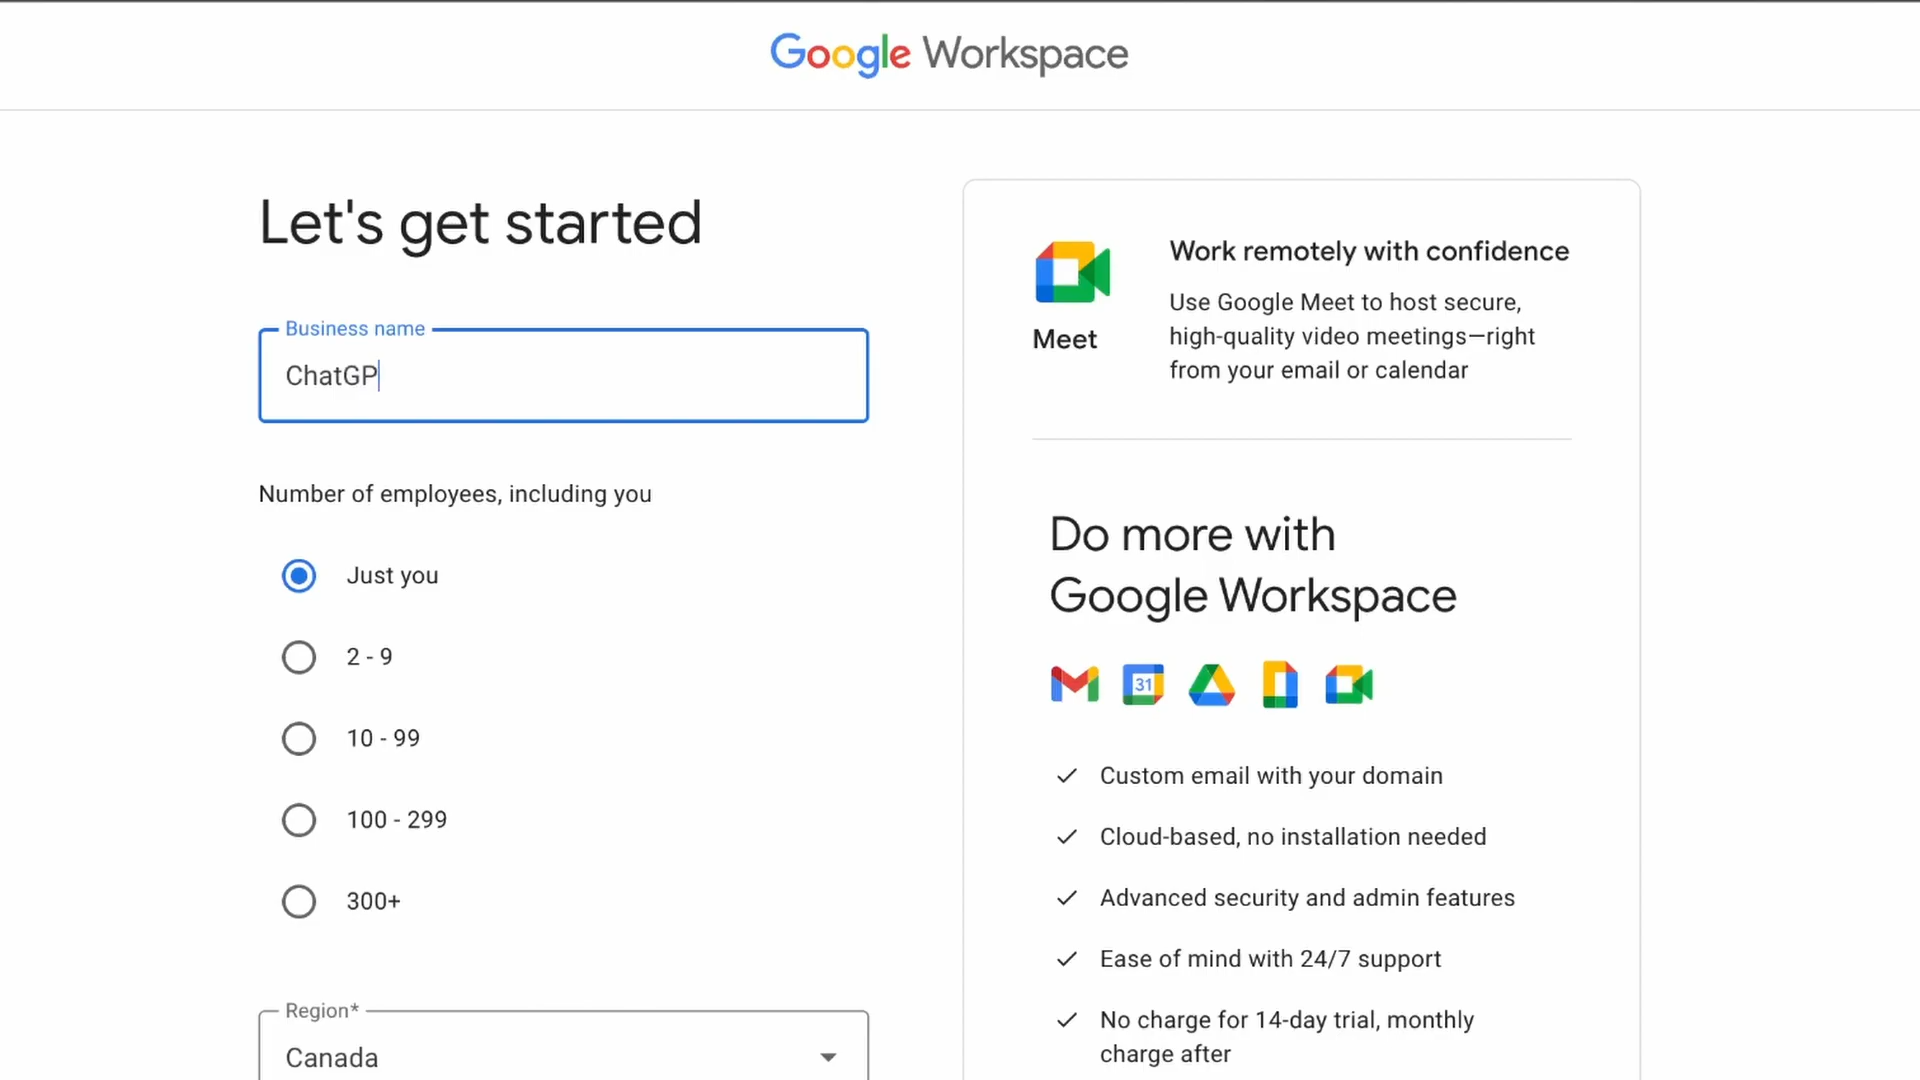 Google Workspace
Let's get started
Business name
ChatGP
Number of employees, including you
Just you
2 - 9
10 - 99
100 - 299
300+
Region*
Canada
Meet
Work remotely with confidence
Use Google Meet to host secure,
high-quality video meetings—right
from your email or calendar
Do more with
Google Workspace
31
Custom email with your domain
Cloud-based, no installation needed
Advanced security and admin features
Ease of mind with 24/7 support
No charge for 14-day trial, monthly
charge after